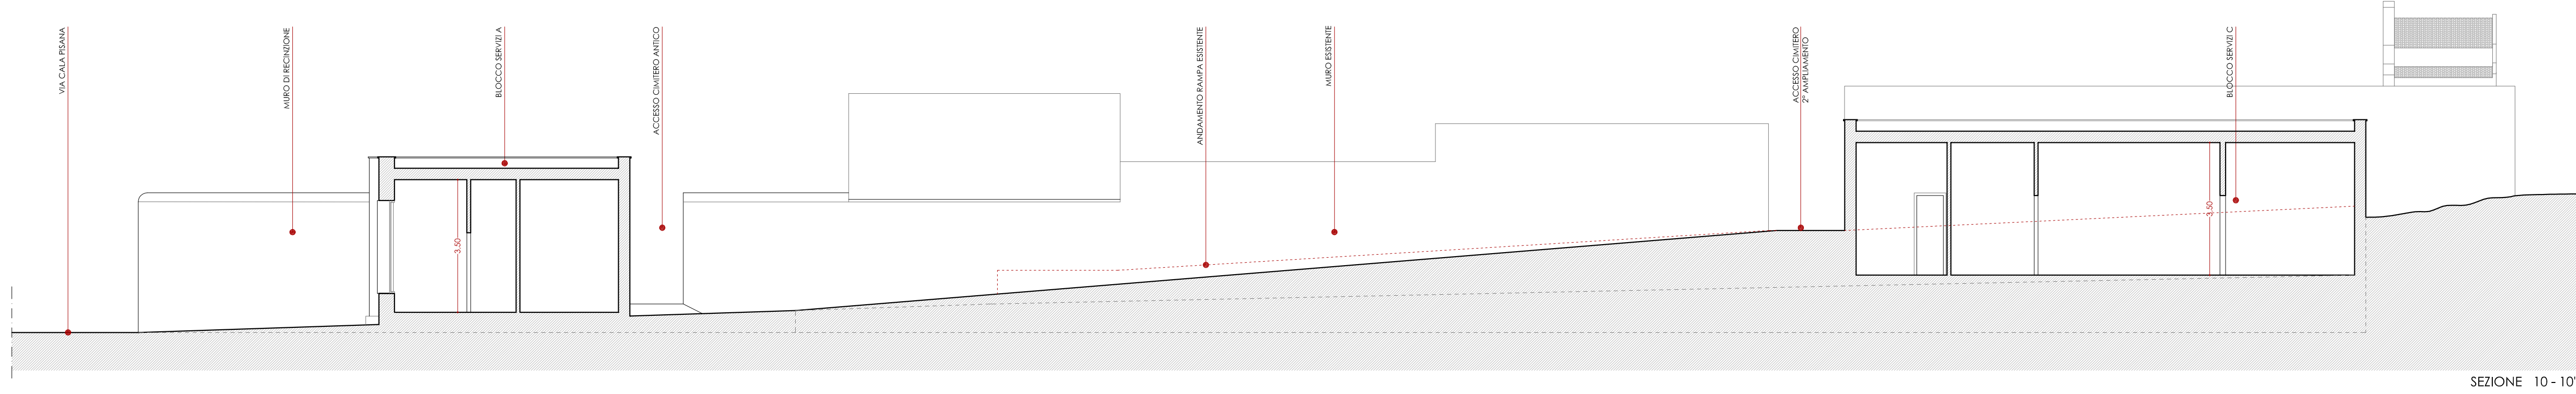 VIA CALA PISANA
MURO DI RECINZIONE
BLOCCO SERVIZI A
ACCESSO CIMITERO ANTICO
ANDAMENTO RAMPA ESISTENTE
MURO ESISTENTE
ACCESSO CIMITERO
2° AMPLIAMENTO
BLOCCO SERVIZI C
3.50
3.50
SEZIONE 10 - 10'